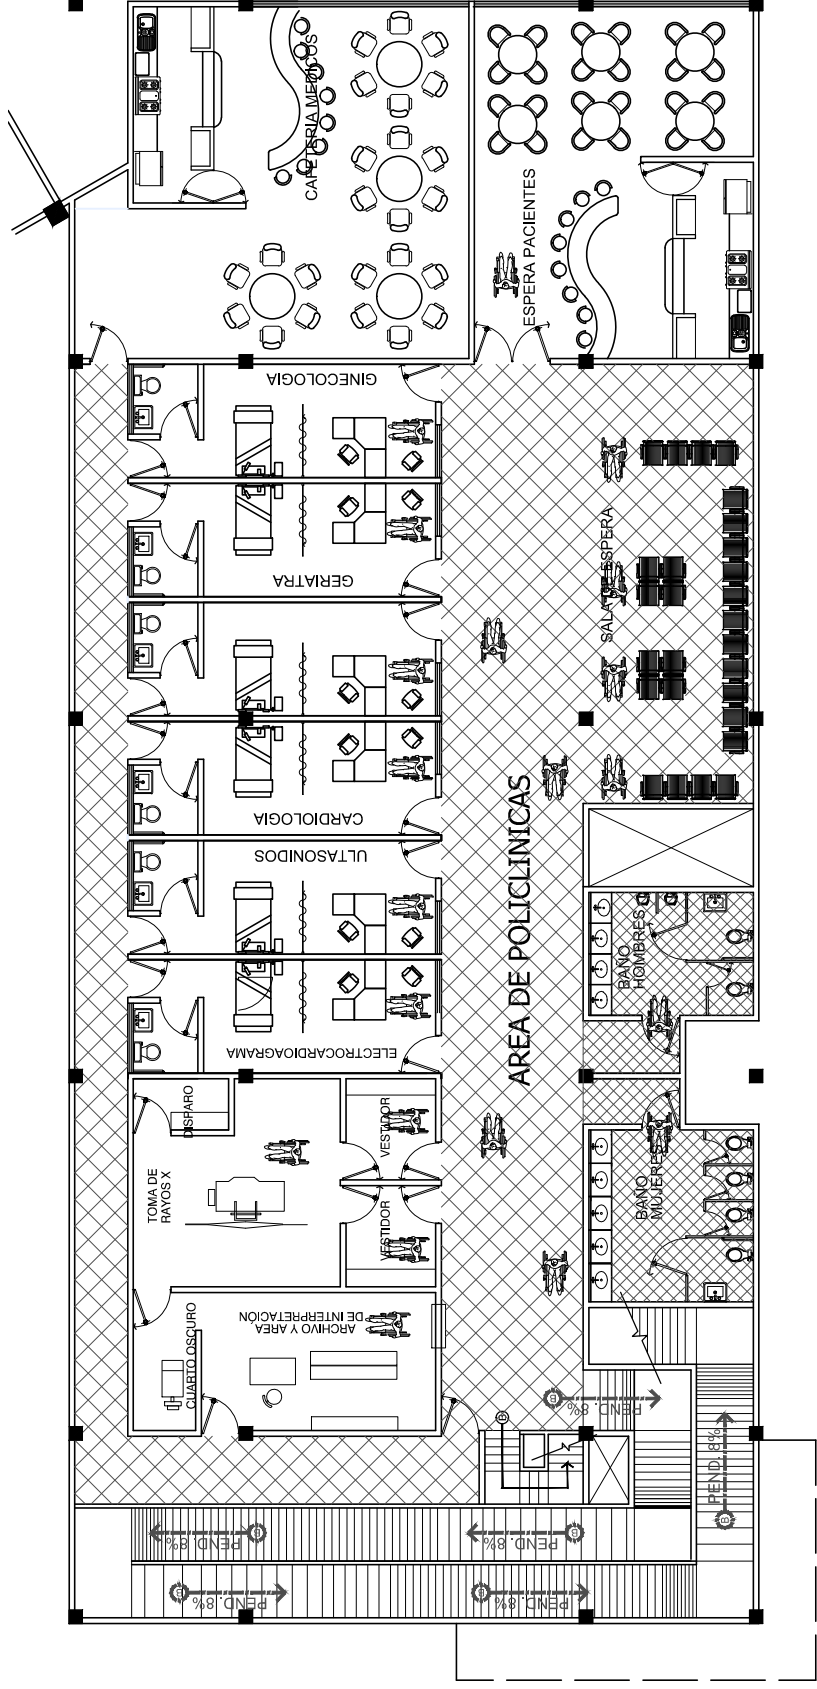 CAFETERIA MEDICOS
ESPERA PACIENTES
GINECOLOGIA
GERIATRA
SALA DE ESPERA
CARDIOLOGIA
ULTASONIDOS
AREA DE POLICLINICAS
BAÑO
HOMBRES
ELECTROCARDIOAGRAMA
DISPARO
VESTIDOR
TOMA DE
RAYOS X
VESTIDOR
BAÑO
MUJERES
CUARTO OSCURO
ARCHIVO Y AREA
DE INTERPRETACIÓN
B
PEND. 8%
B
PEND. 8%
B
B
PEND. 8%
B
PEND. 8%
B
PEND. 8%
B
PEND. 8%
B